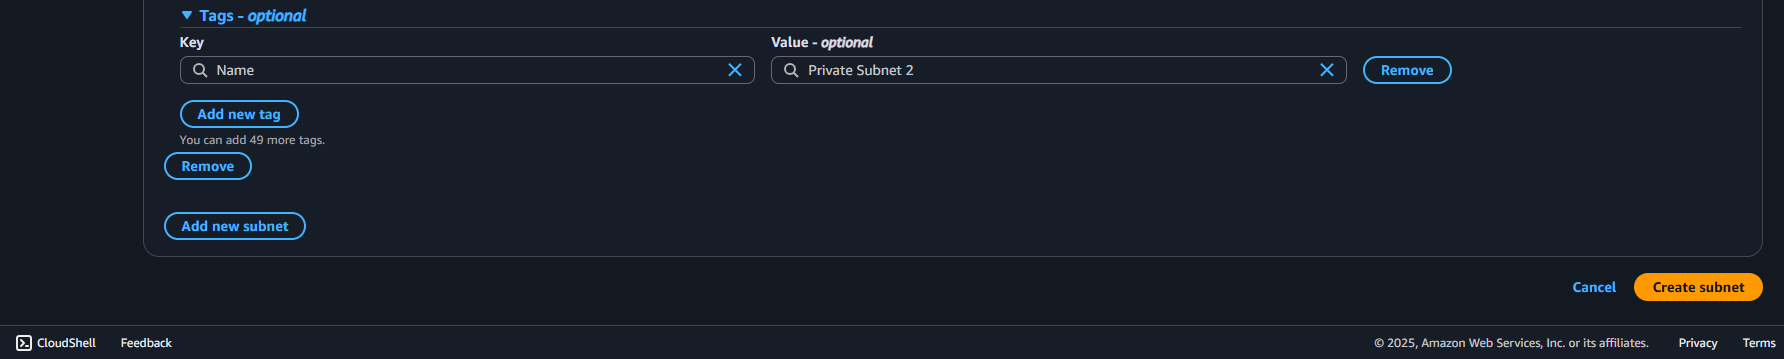 Tags - optional
Key Value - optional
Name Private Subnet 2 Remove
Add new tag
You can add 49 more tags.
Remove
Add new subnet
Cancel Create subnet
CloudShell Feedback © 2025, Amazon Web Services, Inc. or its affiliates. Privacy Terms